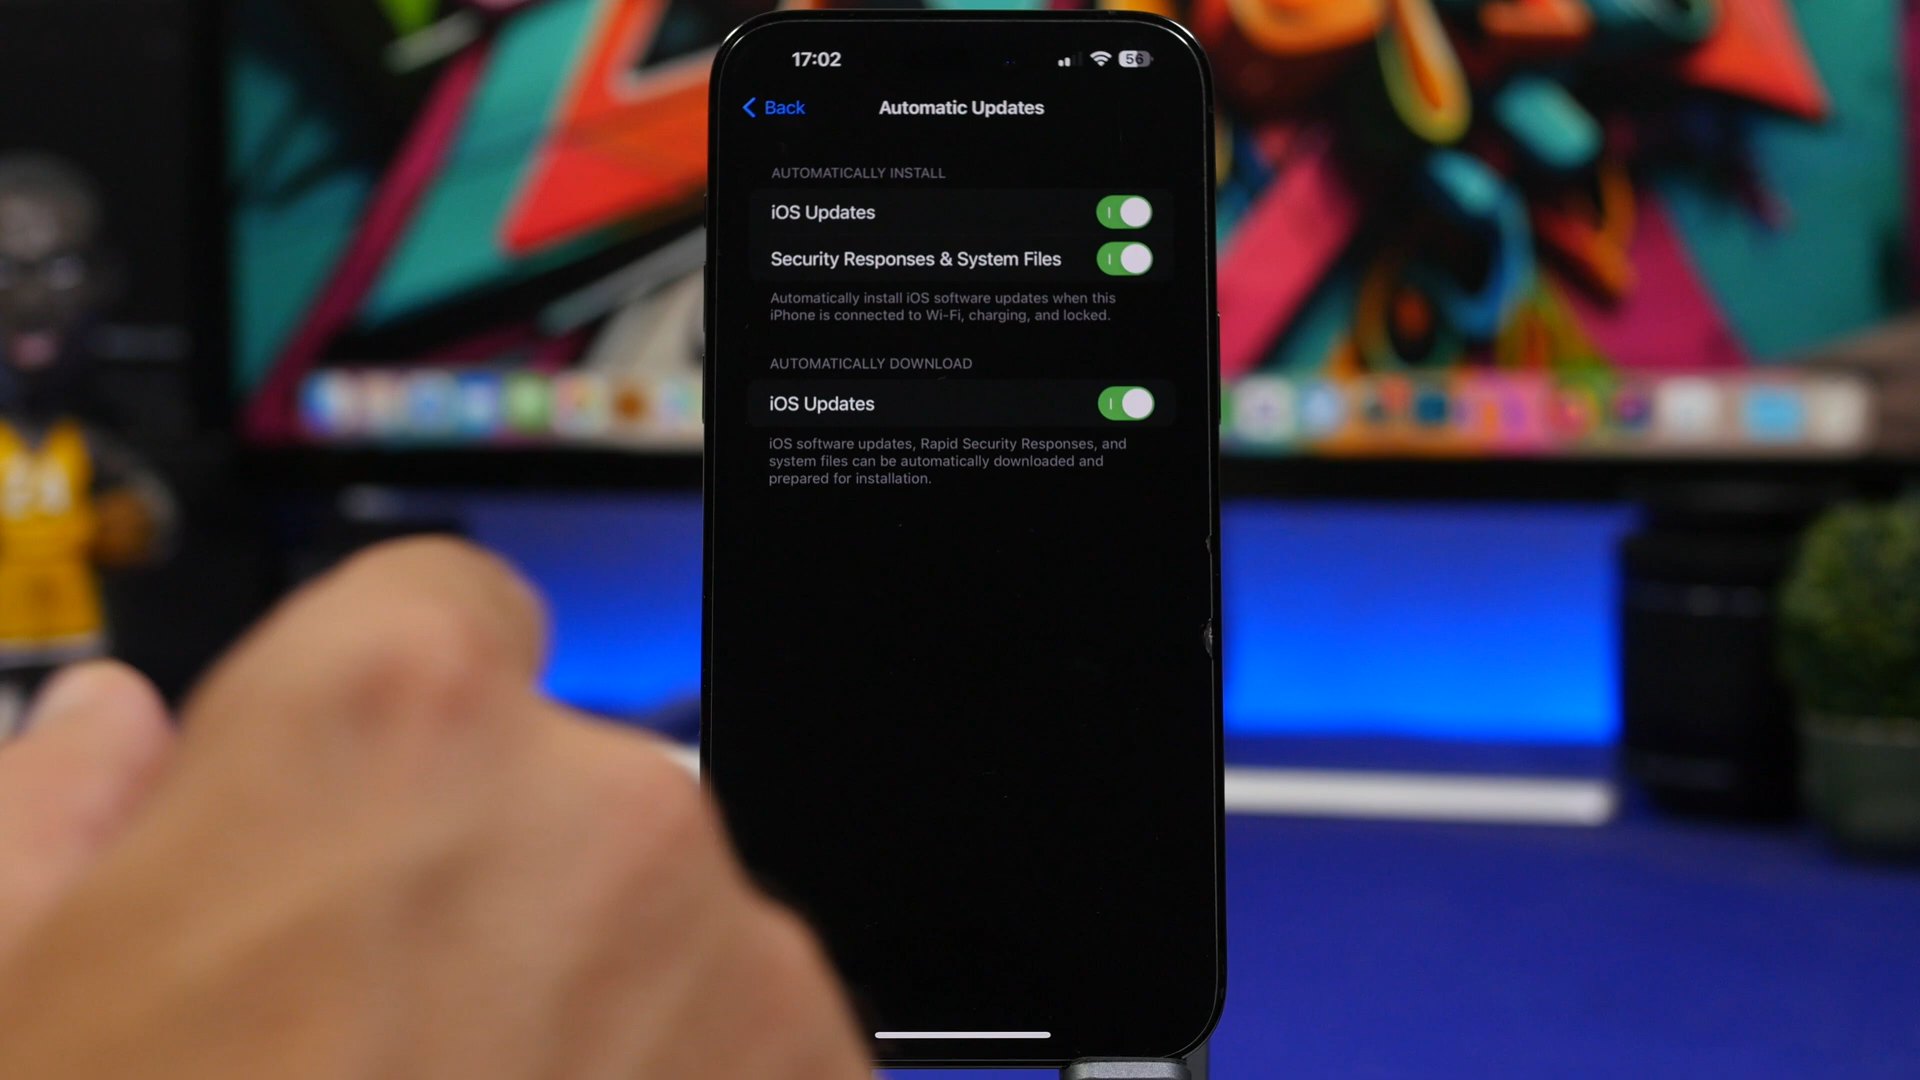 17:02 56
Back Automatic Updates
AUTOMATICALLY INSTALL
iOS Updates
Security Responses & System Files
Automatically install iOS software updates when this
iPhone is connected to Wi-Fi, charging, and locked.
AUTOMATICALLY DOWNLOAD
iOS Updates
iOS software updates, Rapid Security Responses, and
system files can be automatically downloaded and
prepared for installation.